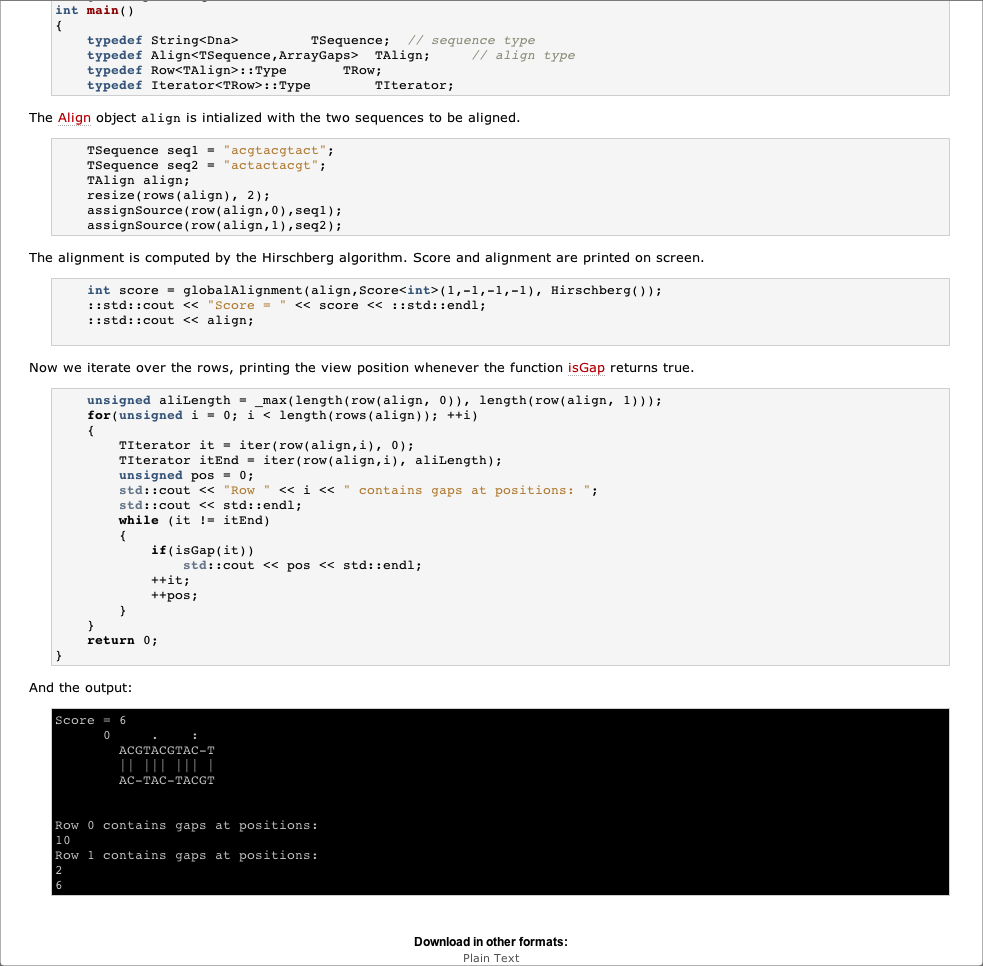 int main()
{
    typedef String<Dna>         TSequence;  // sequence type
    typedef Align<TSequence,ArrayGaps>  TAlign;     // align type
    typedef Row<TAlign>::Type       TRow;
    typedef Iterator<TRow>::Type        TIterator;
The Align object align is intialized with the two sequences to be aligned.
    TSequence seq1 = "acgtacgtact";
    TSequence seq2 = "actactacgt";
    TAlign align;
    resize(rows(align), 2);
    assignSource(row(align,0),seq1);
    assignSource(row(align,1),seq2);
The alignment is computed by the Hirschberg algorithm. Score and alignment are printed on screen.
    int score = globalAlignment(align,Score<int>(1,-1,-1,-1), Hirschberg());
    ::std::cout << "Score = " << score << ::std::endl;
    ::std::cout << align;
Now we iterate over the rows, printing the view position whenever the function isGap returns true.
    unsigned aliLength = _max(length(row(align, 0)), length(row(align, 1)));
    for(unsigned i = 0; i < length(rows(align)); ++i)
    {
        TIterator it = iter(row(align,i), 0);
        TIterator itEnd = iter(row(align,i), aliLength);
        unsigned pos = 0;
        std::cout << "Row " << i << " contains gaps at positions: ";
        std::cout << std::endl;
        while (it != itEnd)
        {
            if(isGap(it))
                std::cout << pos << std::endl;
            ++it;
            ++pos;
        }
    }
    return 0;
}
And the output:
Score = 6
      0     .    :
        ACGTACGTAC-T
        || ||| ||| |
        AC-TAC-TACGT
Row 0 contains gaps at positions:
10
Row 1 contains gaps at positions:
2
6
Download in other formats:
Plain Text